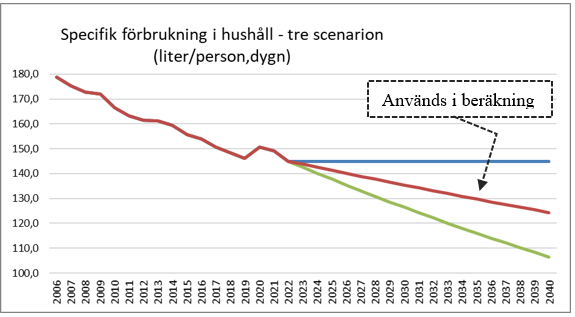 Specifik förbrukning i hushåll - tre scenarion
(liter/person,dygn)
180,0
170,0
160,0
150,0
140,0
130,0
120,0
110,0
100,0
Används i beräkning
2006 2007 2008 2009 2010 2011 2012 2013 2014 2015 2016 2017 2018 2019 2020 2021 2022 2023 2024 2025 2026 2027 2028 2029 2030 2031 2032 2033 2034 2035 2036 2037 2038 2039 2040